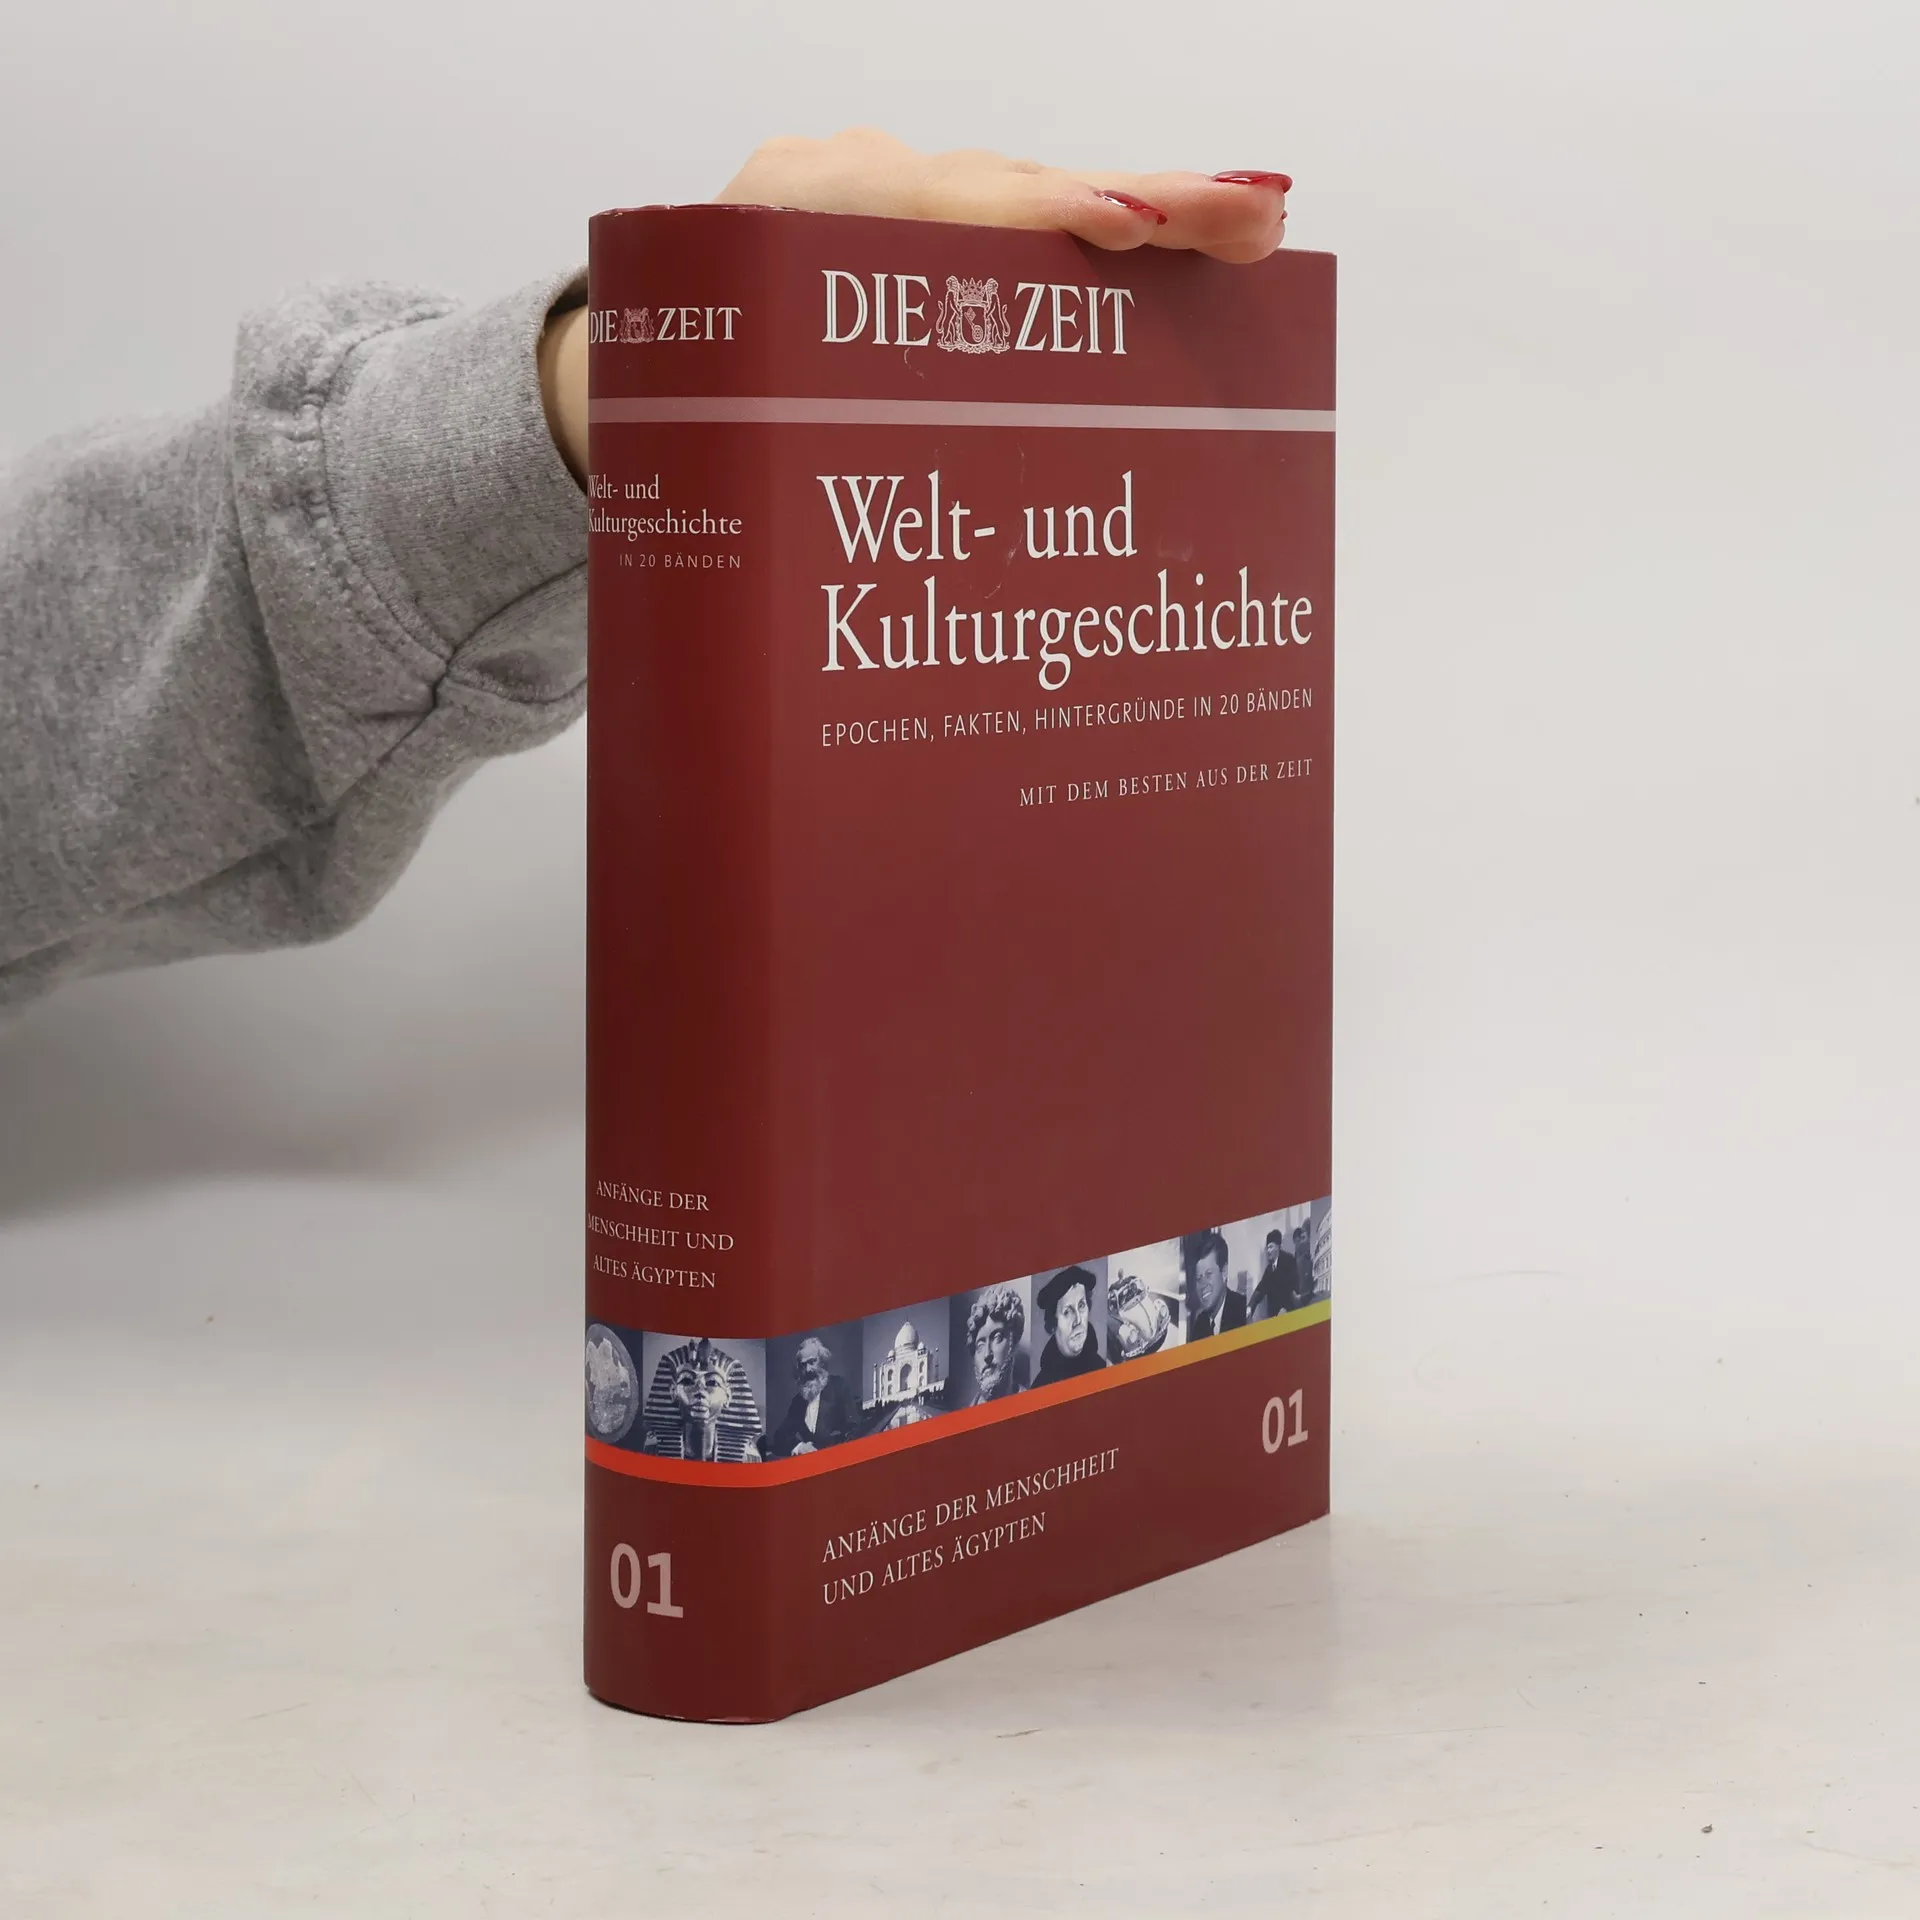 DIE ZEIT
Welt- und
Kulturgeschichte
IN 20 BÄNDEN
ANFÄNGE DER
MENSCHHEIT UND
ALTES ÄGYPTEN
01
DIE ZEIT
Welt- und
Kulturgeschichte
EPOCHEN, FAKTEN, HINTERGRÜNDE IN 20 BÄNDEN
MIT DEM BESTEN AUS DER ZEIT
01
ANFÄNGE DER MENSCHHEIT
UND ALTES ÄGYPTEN